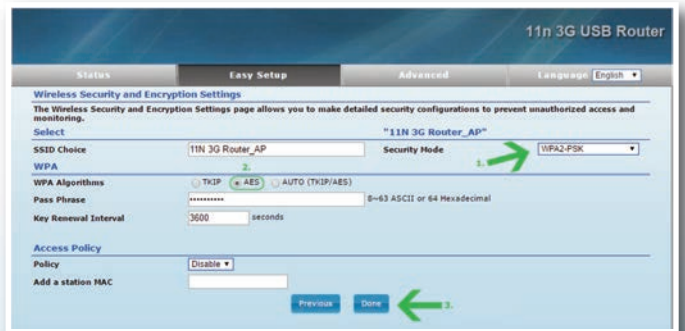 11n 3G USB Router
Status Easy Setup Advanced Language English
Wireless Security and Encryption Settings
The Wireless Security and Encryption Settings page allows you to make detailed security configurations to prevent unauthorized access and
monitoring.
Select "11N 3G Router_AP"
SSID Choice 11N 3G Router_AP Security Mode 1. WPA2-PSK
WPA 2.
WPA Algorithms TKIP AES AUTO (TKIP/AES)
Pass Phrase •••••••••• 8~63 ASCII or 64 Hexadecimal
Key Renewal Interval 3600 seconds
Access Policy
Policy Disable
Add a station MAC
Previous Done 3.